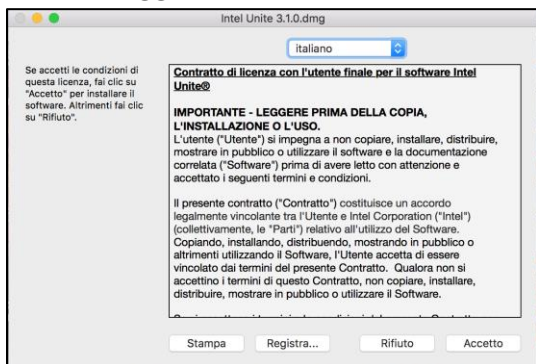 Intel Unite 3.1.0.dmg
italiano
Se accetti le condizioni di
questa licenza, fai clic su
"Accetto" per installare il
software. Altrimenti fai clic
su "Rifiuto".
Contratto di licenza con l'utente finale per il software Intel
Unite®
IMPORTANTE - LEGGERE PRIMA DELLA COPIA,
L'INSTALLAZIONE O L'USO.
L'utente ("Utente") si impegna a non copiare, installare, distribuire,
mostrare in pubblico o utilizzare il software e la documentazione
correlata ("Software") prima di avere letto con attenzione e
accettato i seguenti termini e condizioni.
Il presente contratto ("Contratto") costituisce un accordo
legalmente vincolante tra l'Utente e Intel Corporation ("Intel")
(collettivamente, le "Parti") relativo all'utilizzo del Software.
Copiando, installando, distribuendo, mostrando in pubblico o
altrimenti utilizzando il Software, l'Utente accetta di essere
vincolato dai termini del presente Contratto. Qualora non si
accettino i termini di questo Contratto, non copiare, installare,
distribuire, mostrare in pubblico o utilizzare il Software.
Stampa
Registra...
Rifiuto
Accetto